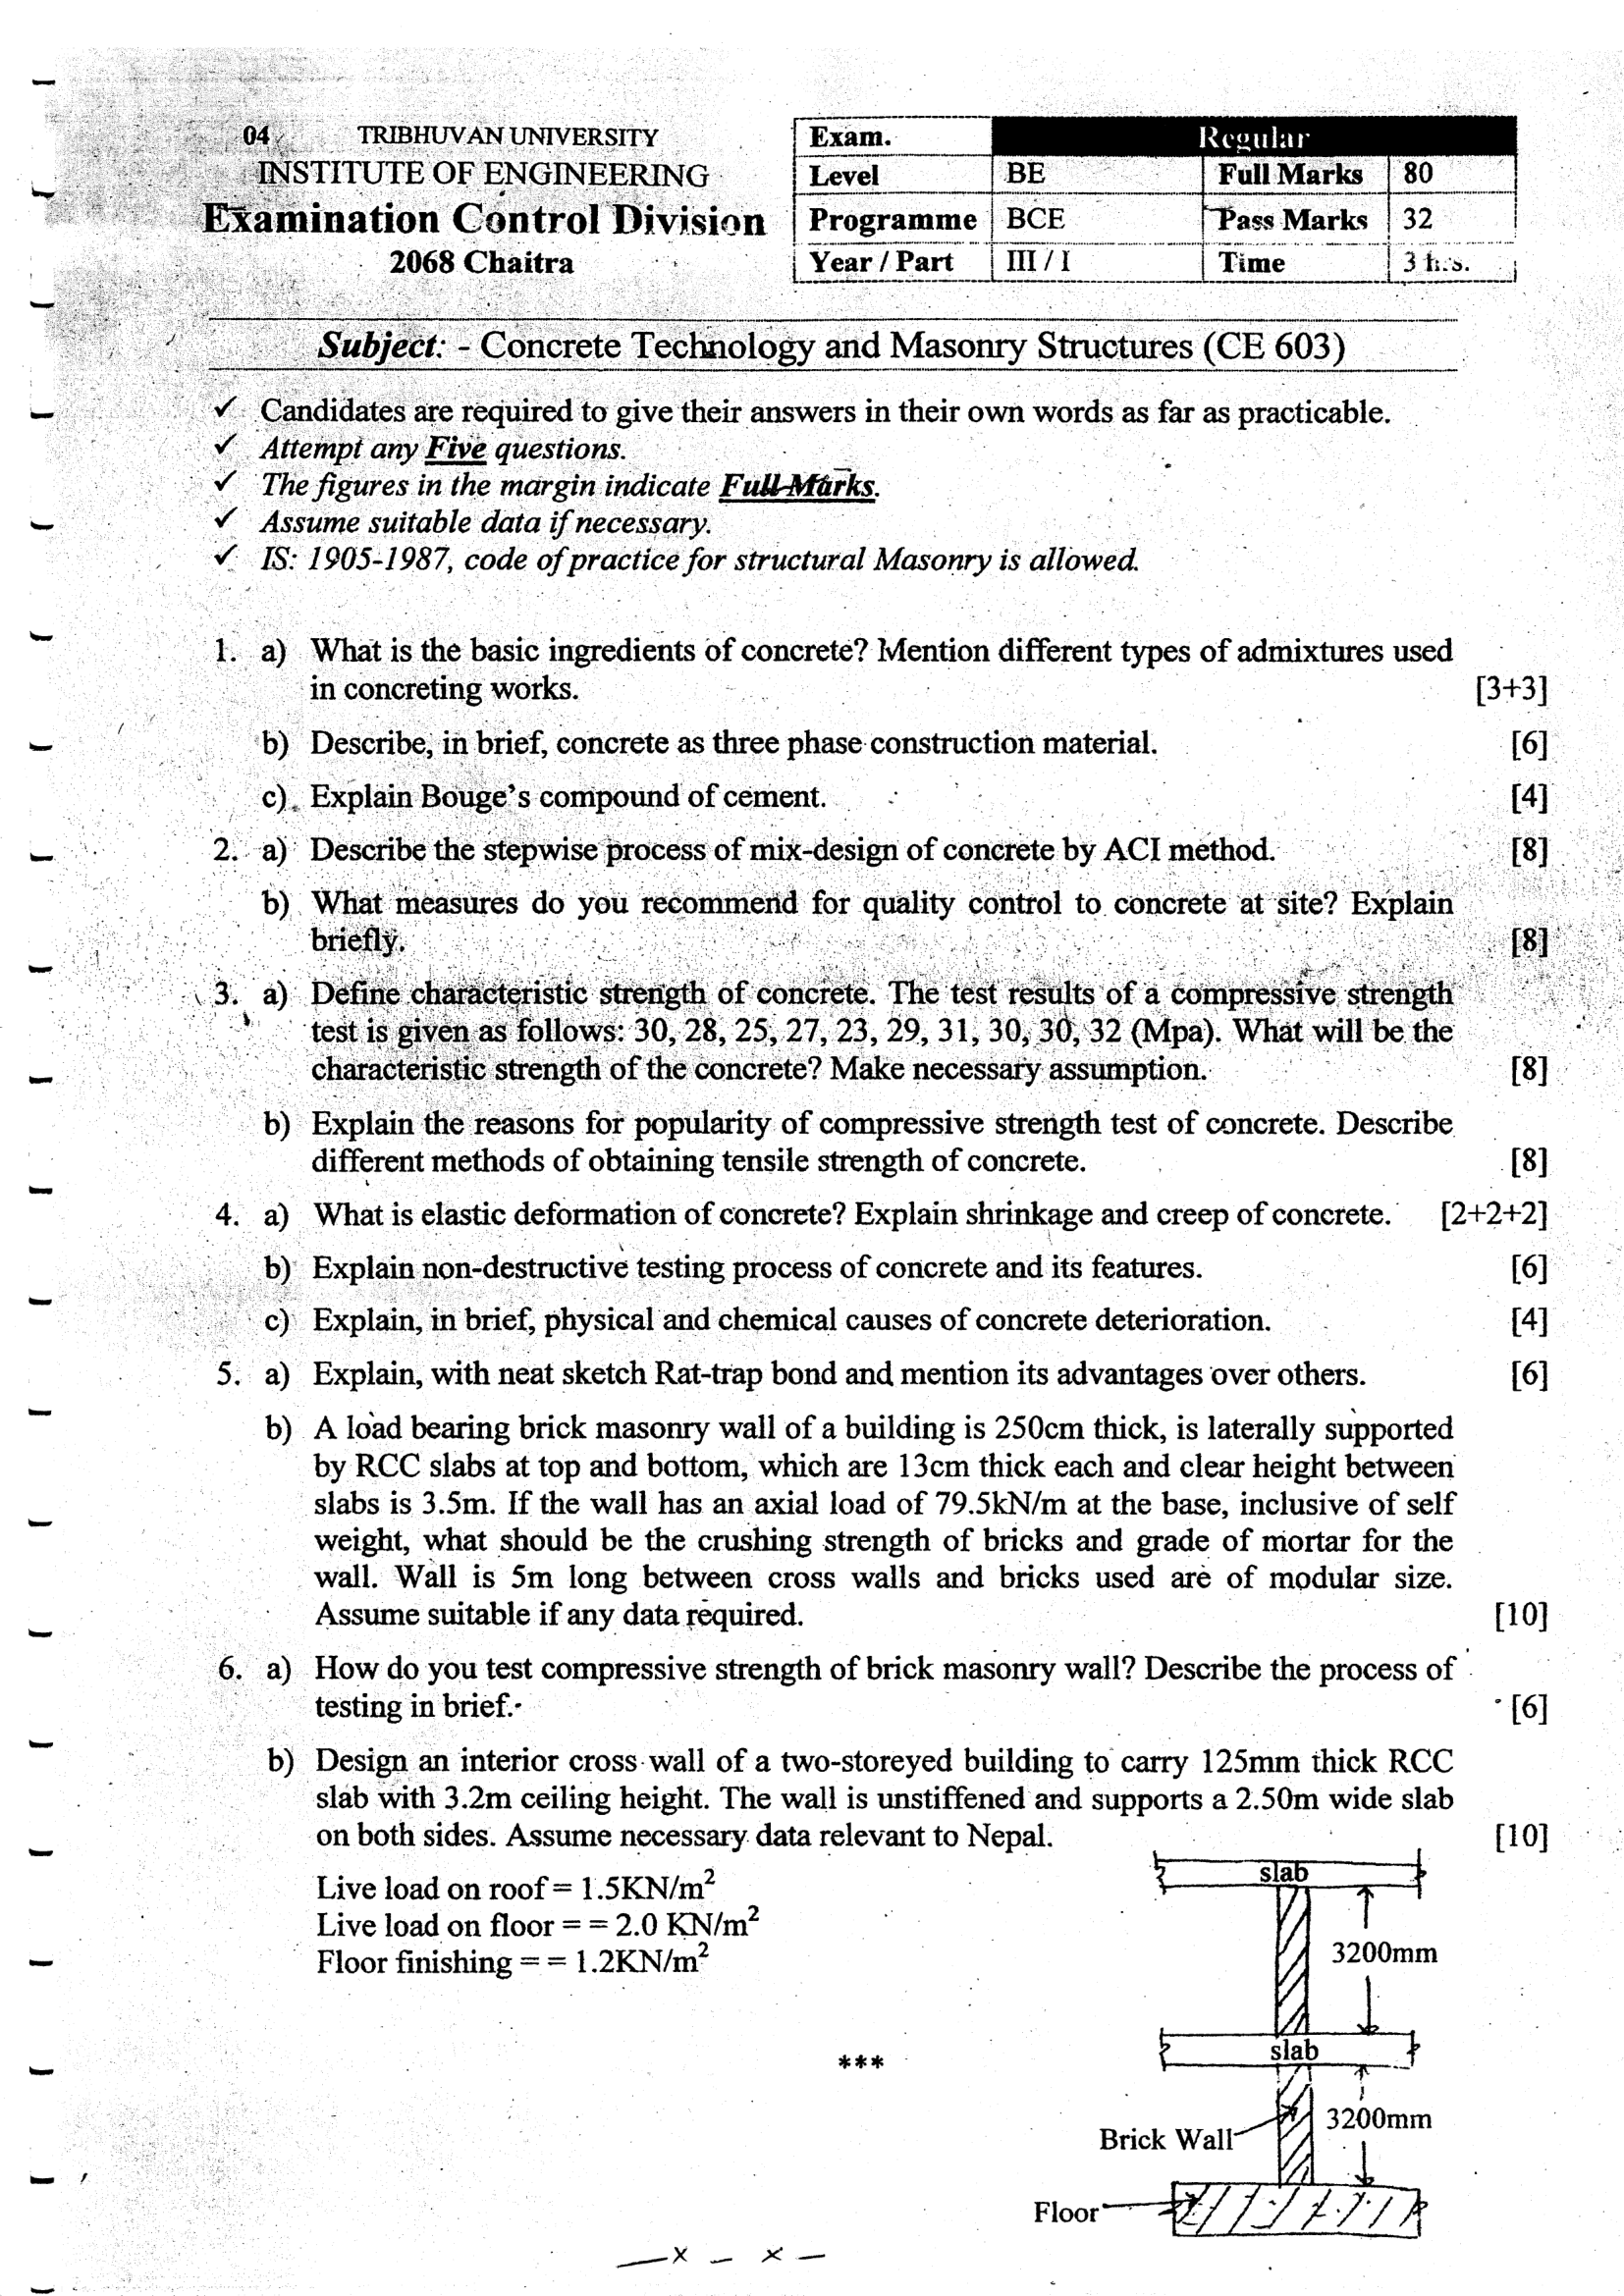 04 TRIBHUVAN UNIVERSITY
INSTITUTE OF ENGINEERING
Examination Control Division
2068 Chaitra
Exam. Regular
Level BE Full Marks 80
Programme BCE Pass Marks 32
Year / Part III / I Time 3 hrs.
Subject: - Concrete Technology and Masonry Structures (CE 603)
✓ Candidates are required to give their answers in their own words as far as practicable.
✓ Attempt any Five questions.
✓ The figures in the margin indicate Full Marks.
✓ Assume suitable data if necessary.
✓ IS: 1905-1987, code of practice for structural Masonry is allowed.
1. a) What is the basic ingredients of concrete? Mention different types of admixtures used
in concreting works. [3+3]
b) Describe, in brief, concrete as three phase construction material. [6]
c) Explain Bouge's compound of cement. [4]
2. a) Describe the stepwise process of mix-design of concrete by ACI method. [8]
b) What measures do you recommend for quality control to concrete at site? Explain
briefly. [8]
3. a) Define characteristic strength of concrete. The test results of a compressive strength
test is given as follows: 30, 28, 25, 27, 23, 29, 31, 30, 30, 32 (Mpa). What will be the
characteristic strength of the concrete? Make necessary assumption. [8]
b) Explain the reasons for popularity of compressive strength test of concrete. Describe
different methods of obtaining tensile strength of concrete. [8]
4. a) What is elastic deformation of concrete? Explain shrinkage and creep of concrete. [2+2+2]
b) Explain non-destructive testing process of concrete and its features. [6]
c) Explain, in brief, physical and chemical causes of concrete deterioration. [4]
5. a) Explain, with neat sketch Rat-trap bond and mention its advantages over others. [6]
b) A load bearing brick masonry wall of a building is 250cm thick, is laterally supported
by RCC slabs at top and bottom, which are 13cm thick each and clear height between
slabs is 3.5m. If the wall has an axial load of 79.5kN/m at the base, inclusive of self
weight, what should be the crushing strength of bricks and grade of mortar for the
wall. Wall is 5m long between cross walls and bricks used are of modular size.
Assume suitable if any data required. [10]
6. a) How do you test compressive strength of brick masonry wall? Describe the process of
testing in brief. [6]
b) Design an interior cross wall of a two-storeyed building to carry 125mm thick RCC
slab with 3.2m ceiling height. The wall is unstiffened and supports a 2.50m wide slab
on both sides. Assume necessary data relevant to Nepal. [10]
Live load on roof = 1.5KN/m²
Live load on floor = = 2.0 KN/m²
Floor finishing = = 1.2KN/m²
slab
3200mm
slab
3200mm
Brick Wall
Floor
***
—x – x –